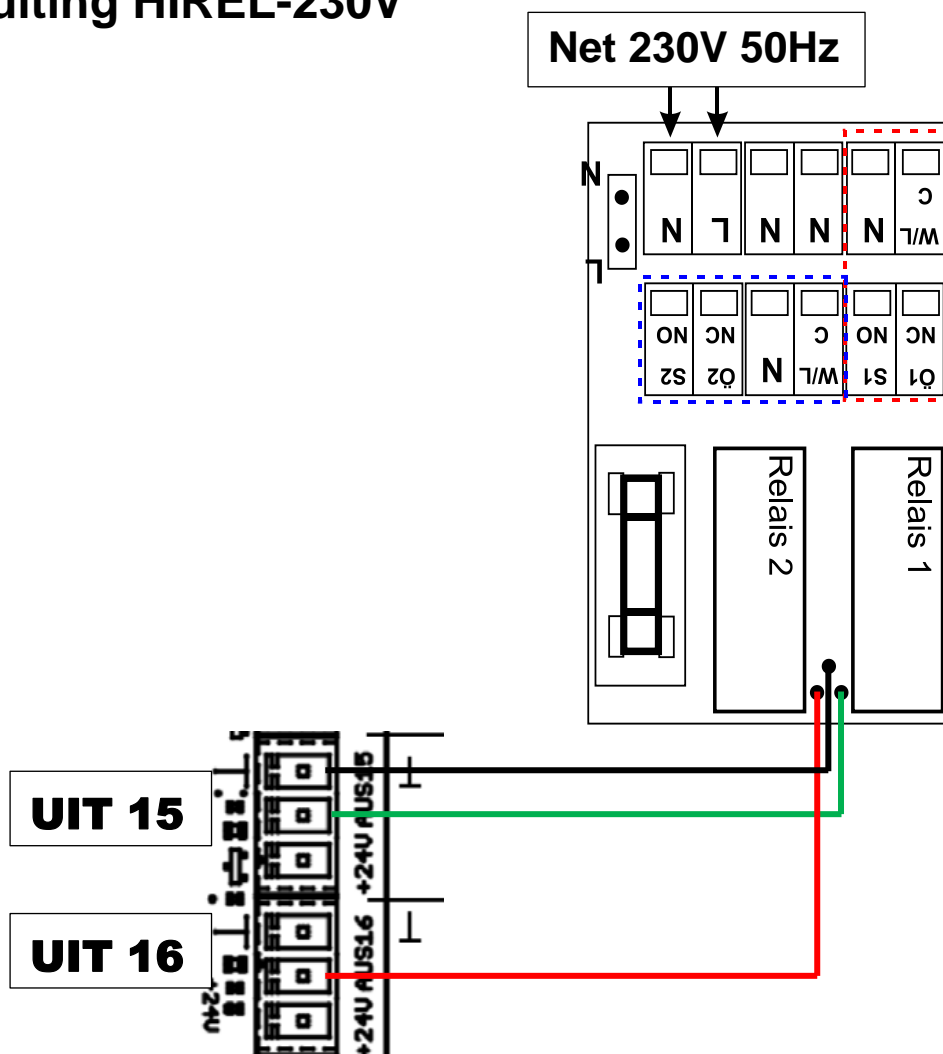 uiting HIREL-230V
Net 230V 50Hz
N
L
N L N N N C W/L
NO S2 NC Ö2 N C W/L NO S1 NC Ö1
Relais 2
Relais 1
UIT 15
+24V AUS15
UIT 16
+24V AUS16
+24V